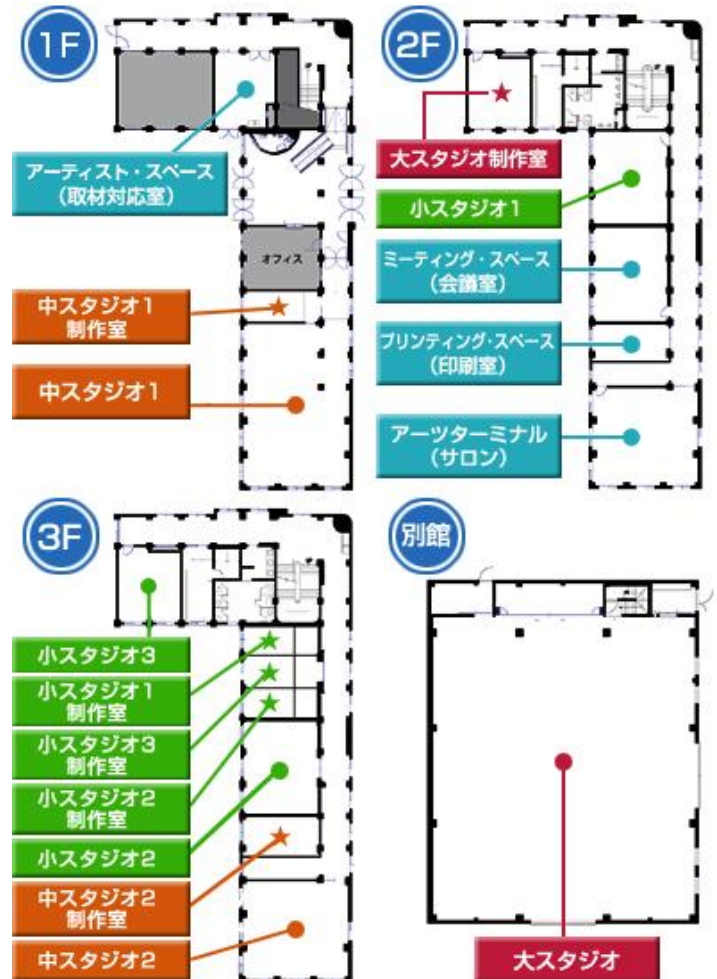 1F
アーティスト・スペース
（取材対応室）
オフィス
中スタジオ1
制作室
中スタジオ1
2F
大スタジオ制作室
小スタジオ1
ミーティング・スペース
（会議室）
プリンティング・スペース
（印刷室）
アーツターミナル
（サロン）
3F
小スタジオ3
小スタジオ1
制作室
小スタジオ3
制作室
小スタジオ2
制作室
小スタジオ2
中スタジオ2
制作室
中スタジオ2
別館
大スタジオ